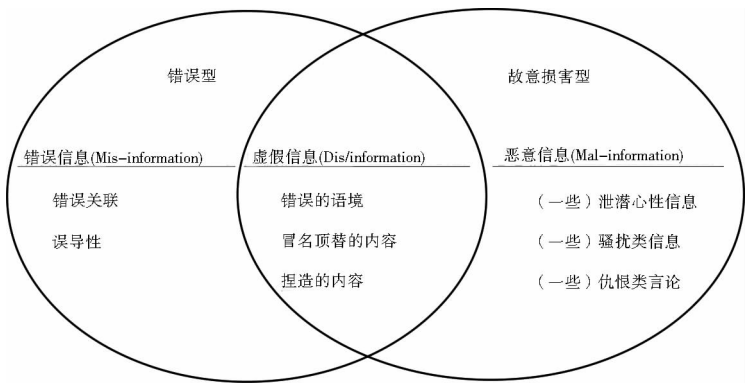 错误型
故意损害型
错误信息(Mis-information)
虚假信息(Dis/information)
恶意信息(Mal-information)
错误关联
错误的语境
（一些）泄潜心性信息
误导性
冒名顶替的内容
（一些）骚扰类信息
捏造的内容
（一些）仇恨类言论